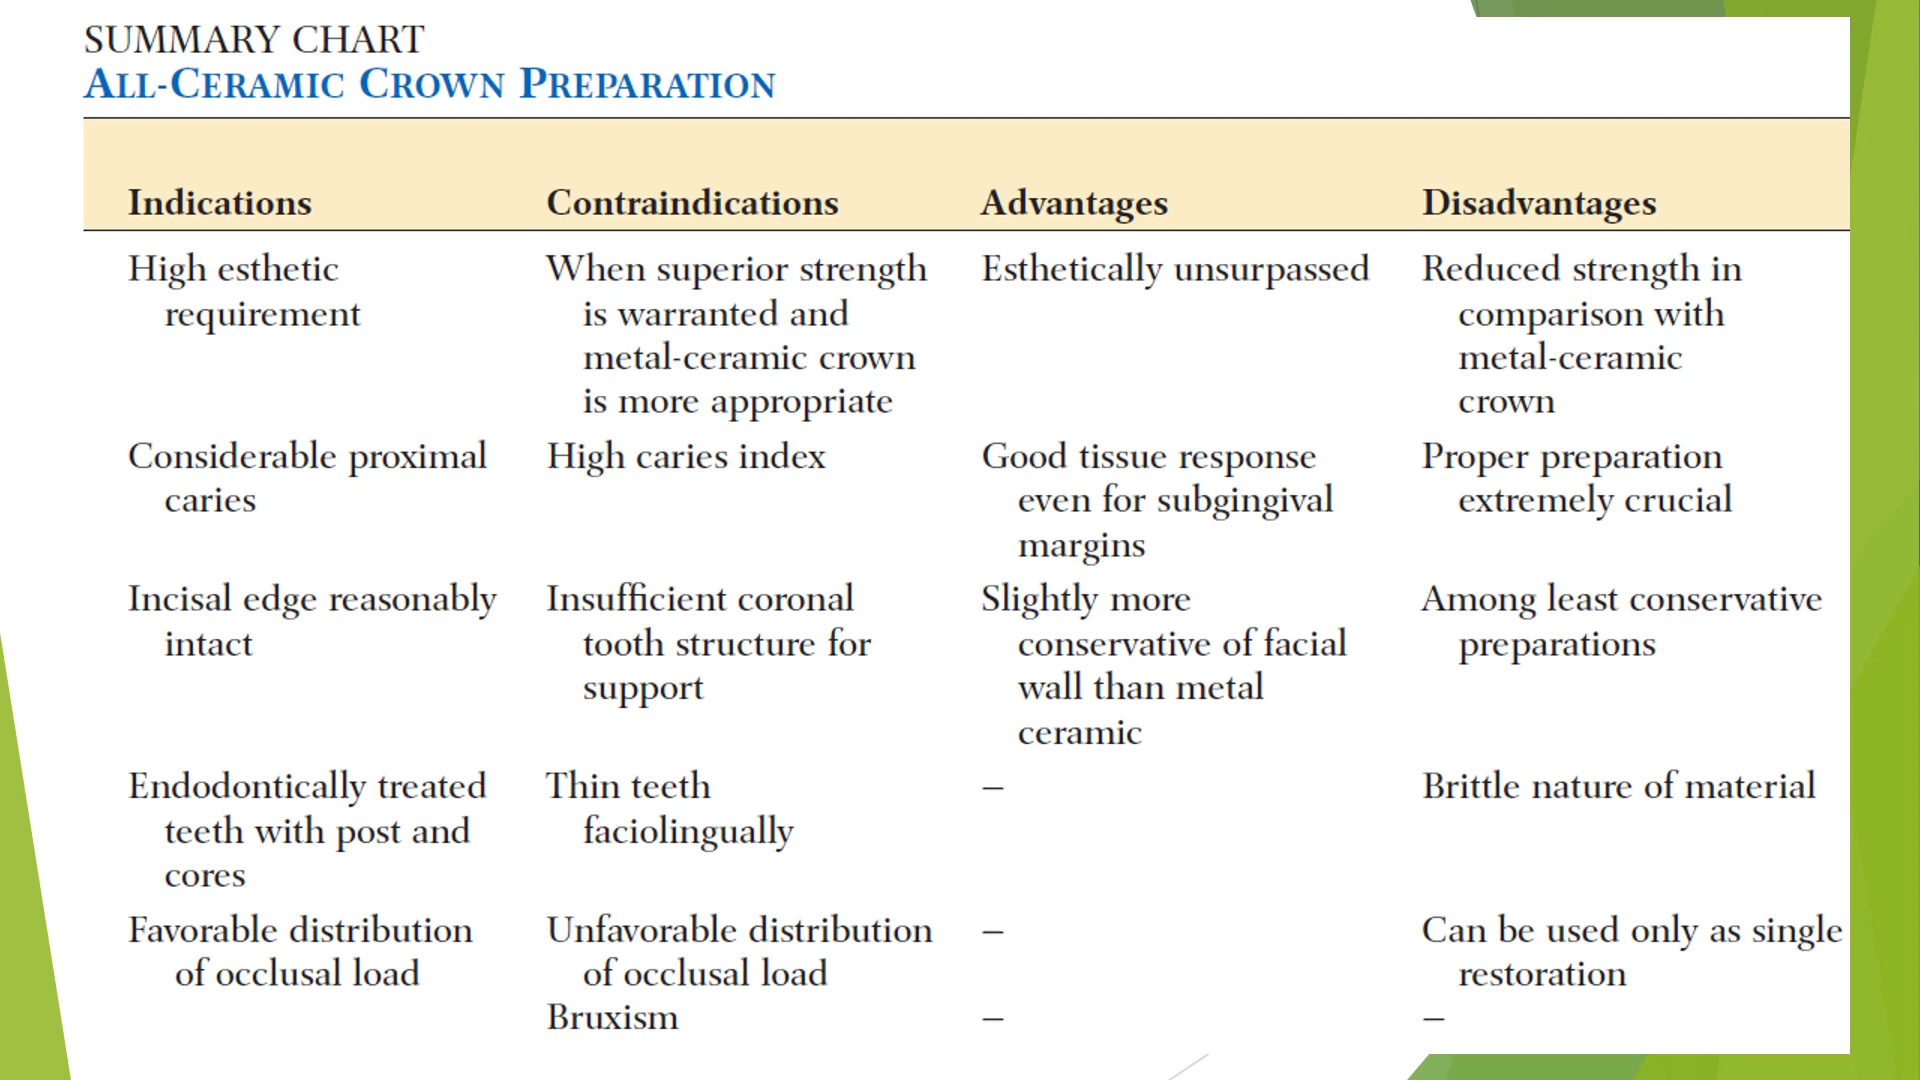 SUMMARY CHART
ALL-CERAMIC CROWN PREPARATION
Indications Contraindications Advantages Disadvantages
High esthetic When superior strength Esthetically unsurpassed Reduced strength in
requirement is warranted and comparison with
metal-ceramic crown metal-ceramic
is more appropriate crown
Considerable proximal High caries index Good tissue response Proper preparation
caries even for subgingival extremely crucial
margins
Incisal edge reasonably Insufficient coronal Slightly more Among least conservative
intact tooth structure for conservative of facial preparations
support wall than metal
ceramic
Endodontically treated Thin teeth – Brittle nature of material
teeth with post and faciolingually
cores
Favorable distribution Unfavorable distribution – Can be used only as single
of occlusal load of occlusal load restoration
Bruxism – –